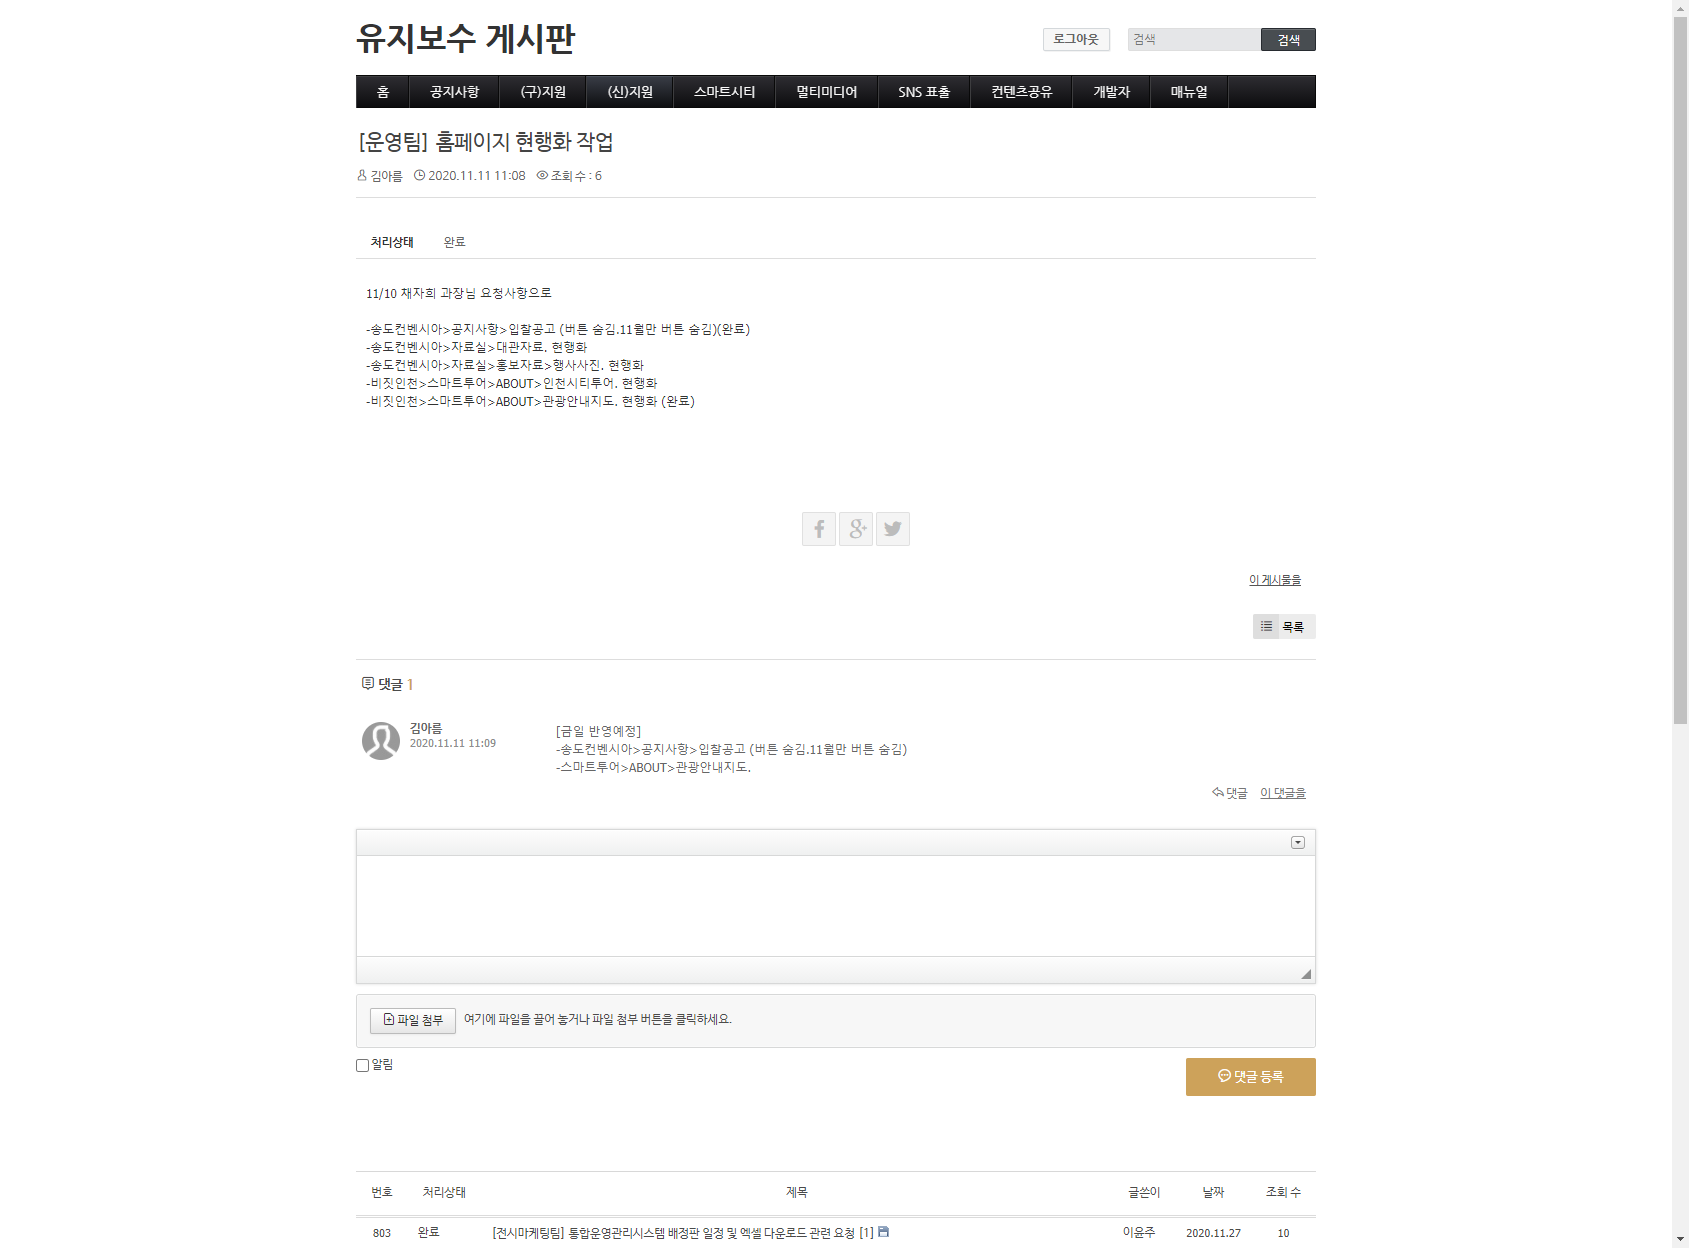 유지보수 게시판
로그아웃
검색
검색
홈 공지사항 (구)지원 (신)지원 스마트시티 멀티미디어 SNS 표출 컨텐츠공유 개발자 매뉴얼
[운영팀] 홈페이지 현행화 작업
김아름 2020.11.11 11:08 조회 수 : 6
처리상태 완료
11/10 채자희 과장님 요청사항으로
-송도컨벤시아>공지사항>입찰공고 (버튼 숨김.11월만 버튼 숨김)(완료)
-송도컨벤시아>자료실>대관자료. 현행화
-송도컨벤시아>자료실>홍보자료>행사사진. 현행화
-비짓인천>스마트투어>ABOUT>인천시티투어. 현행화
-비짓인천>스마트투어>ABOUT>관광안내지도. 현행화 (완료)
이 게시물을
목록
댓글 1
김아름
2020.11.11 11:09
[금일 반영예정]
-송도컨벤시아>공지사항>입찰공고 (버튼 숨김.11월만 버튼 숨김)
-스마트투어>ABOUT>관광안내지도.
댓글 이 댓글을
파일 첨부 여기에 파일을 끌어 놓거나 파일 첨부 버튼을 클릭하세요.
알림
댓글 등록
번호 처리상태 제목 글쓴이 날짜 조회 수
803 완료 [전시마케팅팀] 통합운영관리시스템 배정판 일정 및 엑셀 다운로드 관련 요청 [1] 이윤주 2020.11.27 10